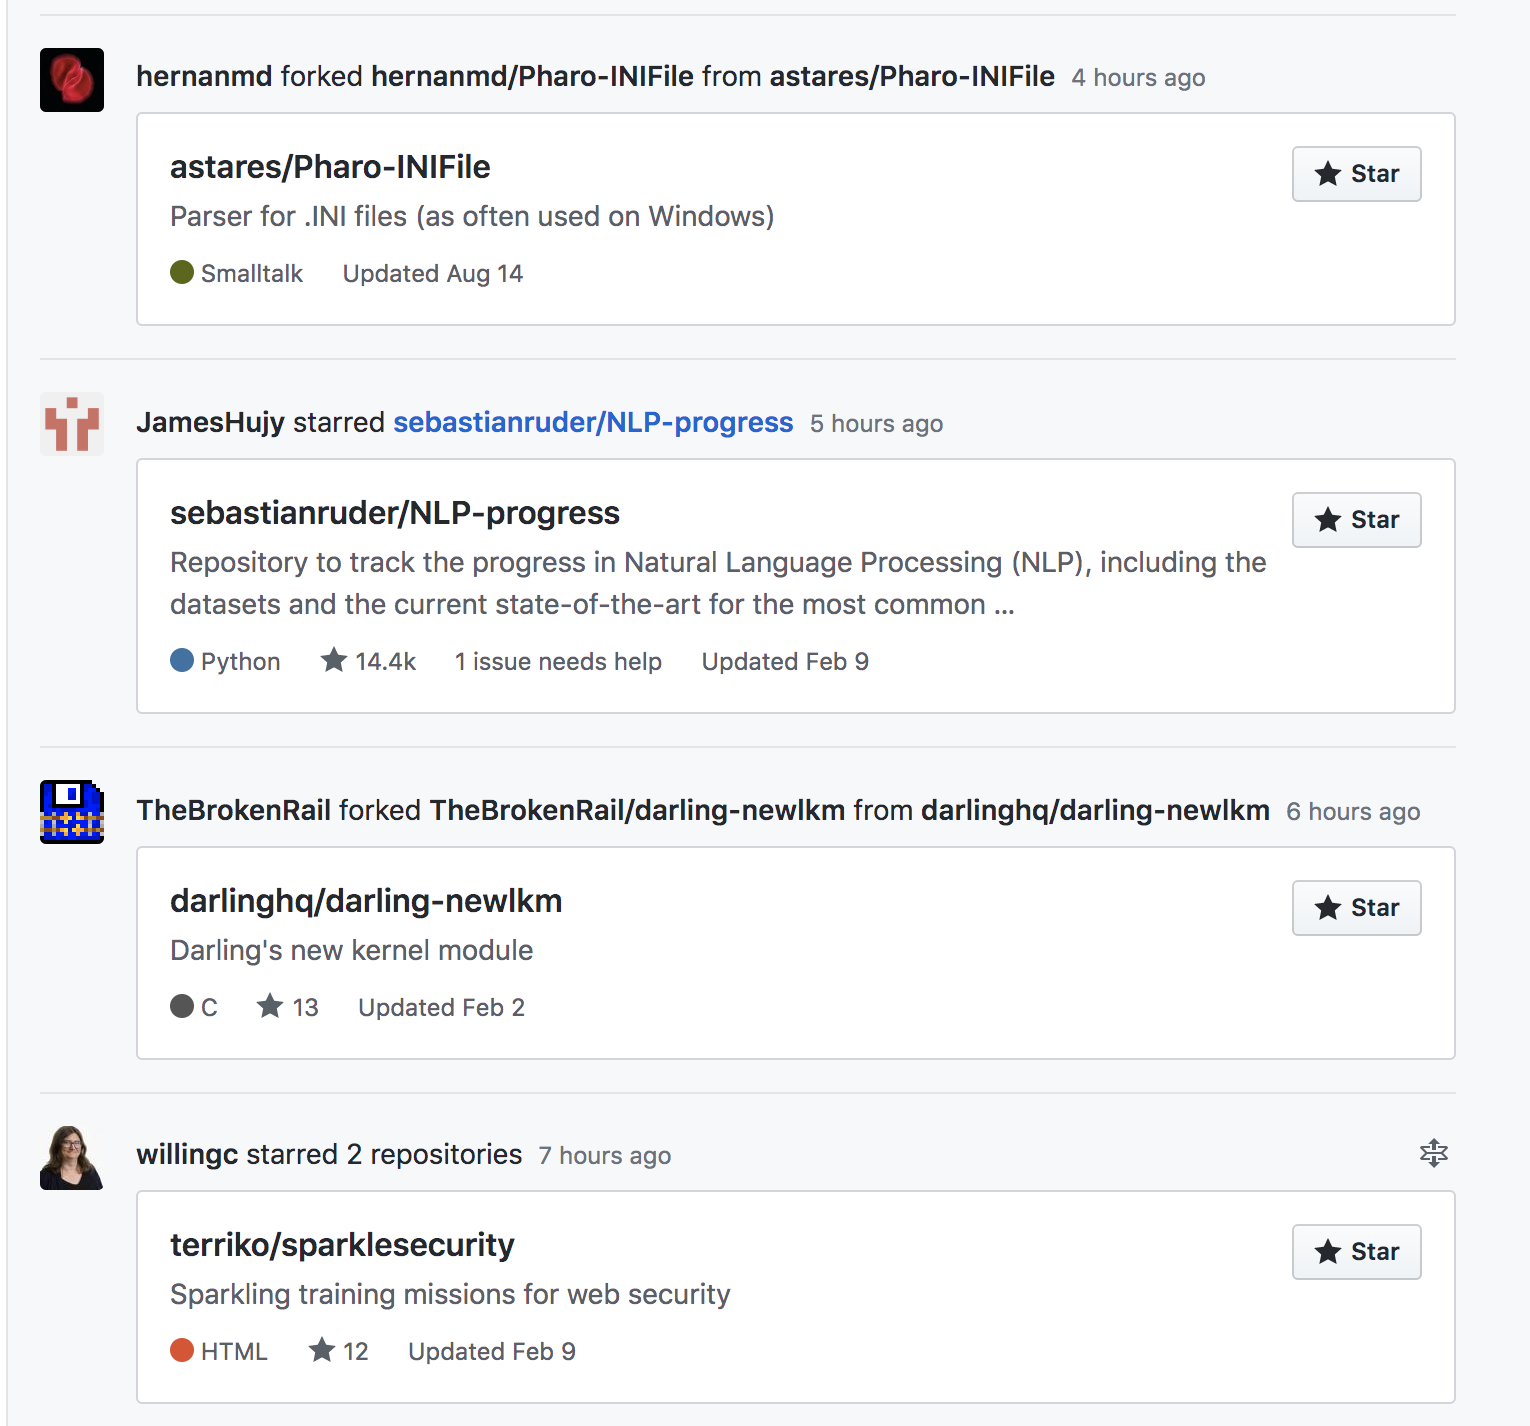 hernanmd forked hernanmd/Pharo-INIFile from astares/Pharo-INIFile 4 hours ago
astares/Pharo-INIFile
Star
Parser for .INI files (as often used on Windows)
Smalltalk Updated Aug 14
JamesHujy starred sebastianruder/NLP-progress 5 hours ago
sebastianruder/NLP-progress
Star
Repository to track the progress in Natural Language Processing (NLP), including the
datasets and the current state-of-the-art for the most common ...
Python 14.4k 1 issue needs help Updated Feb 9
TheBrokenRail forked TheBrokenRail/darling-newlkm from darlinghq/darling-newlkm 6 hours ago
darlinghq/darling-newlkm
Star
Darling's new kernel module
C 13 Updated Feb 2
willingc starred 2 repositories 7 hours ago
terriko/sparklesecurity
Star
Sparkling training missions for web security
HTML 12 Updated Feb 9